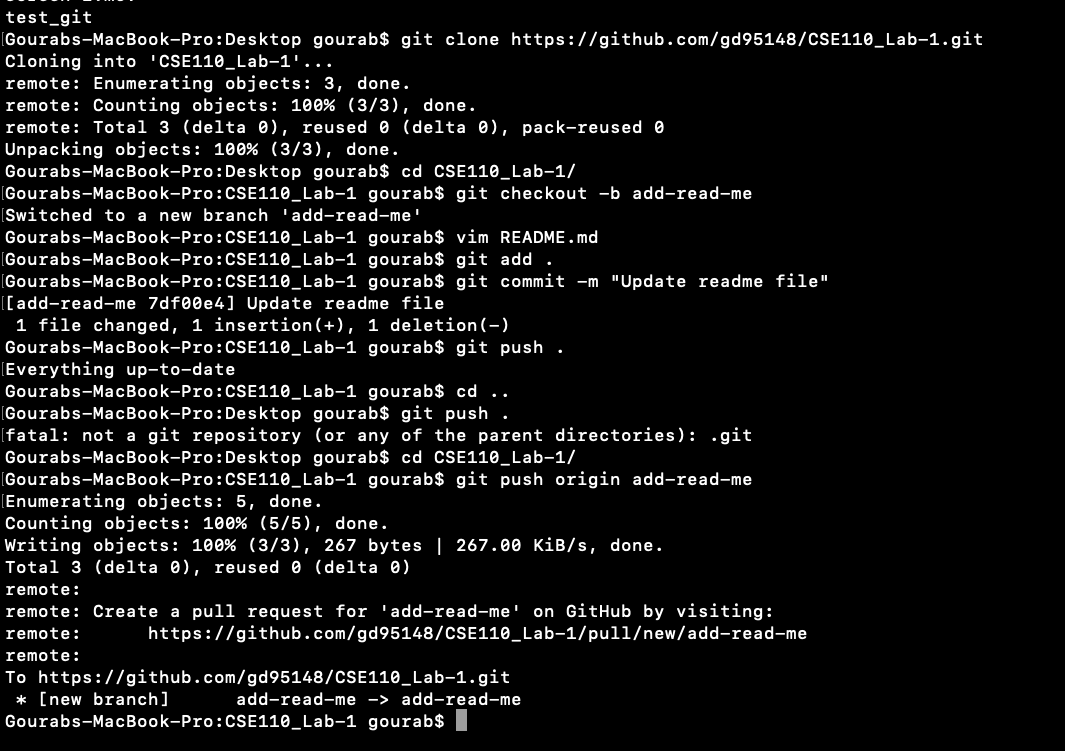 test_git
[Gourabs-MacBook-Pro:Desktop gourab$ git clone https://github.com/gd95148/CSE110_Lab-1.git
Cloning into 'CSE110_Lab-1'...
remote: Enumerating objects: 3, done.
remote: Counting objects: 100% (3/3), done.
remote: Total 3 (delta 0), reused 0 (delta 0), pack-reused 0
Unpacking objects: 100% (3/3), done.
Gourabs-MacBook-Pro:Desktop gourab$ cd CSE110_Lab-1/
[Gourabs-MacBook-Pro:CSE110_Lab-1 gourab$ git checkout -b add-read-me
[Switched to a new branch 'add-read-me'
Gourabs-MacBook-Pro:CSE110_Lab-1 gourab$ vim README.md
[Gourabs-MacBook-Pro:CSE110_Lab-1 gourab$ git add .
[Gourabs-MacBook-Pro:CSE110_Lab-1 gourab$ git commit -m "Update readme file"
[[add-read-me 7df00e4] Update readme file
 1 file changed, 1 insertion(+), 1 deletion(-)
Gourabs-MacBook-Pro:CSE110_Lab-1 gourab$ git push .
[Everything up-to-date
Gourabs-MacBook-Pro:CSE110_Lab-1 gourab$ cd ..
[Gourabs-MacBook-Pro:Desktop gourab$ git push .
[fatal: not a git repository (or any of the parent directories): .git
Gourabs-MacBook-Pro:Desktop gourab$ cd CSE110_Lab-1/
[Gourabs-MacBook-Pro:CSE110_Lab-1 gourab$ git push origin add-read-me
[Enumerating objects: 5, done.
Counting objects: 100% (5/5), done.
Writing objects: 100% (3/3), 267 bytes | 267.00 KiB/s, done.
Total 3 (delta 0), reused 0 (delta 0)
remote:
remote: Create a pull request for 'add-read-me' on GitHub by visiting:
remote:      https://github.com/gd95148/CSE110_Lab-1/pull/new/add-read-me
remote:
To https://github.com/gd95148/CSE110_Lab-1.git
 * [new branch]      add-read-me -> add-read-me
Gourabs-MacBook-Pro:CSE110_Lab-1 gourab$